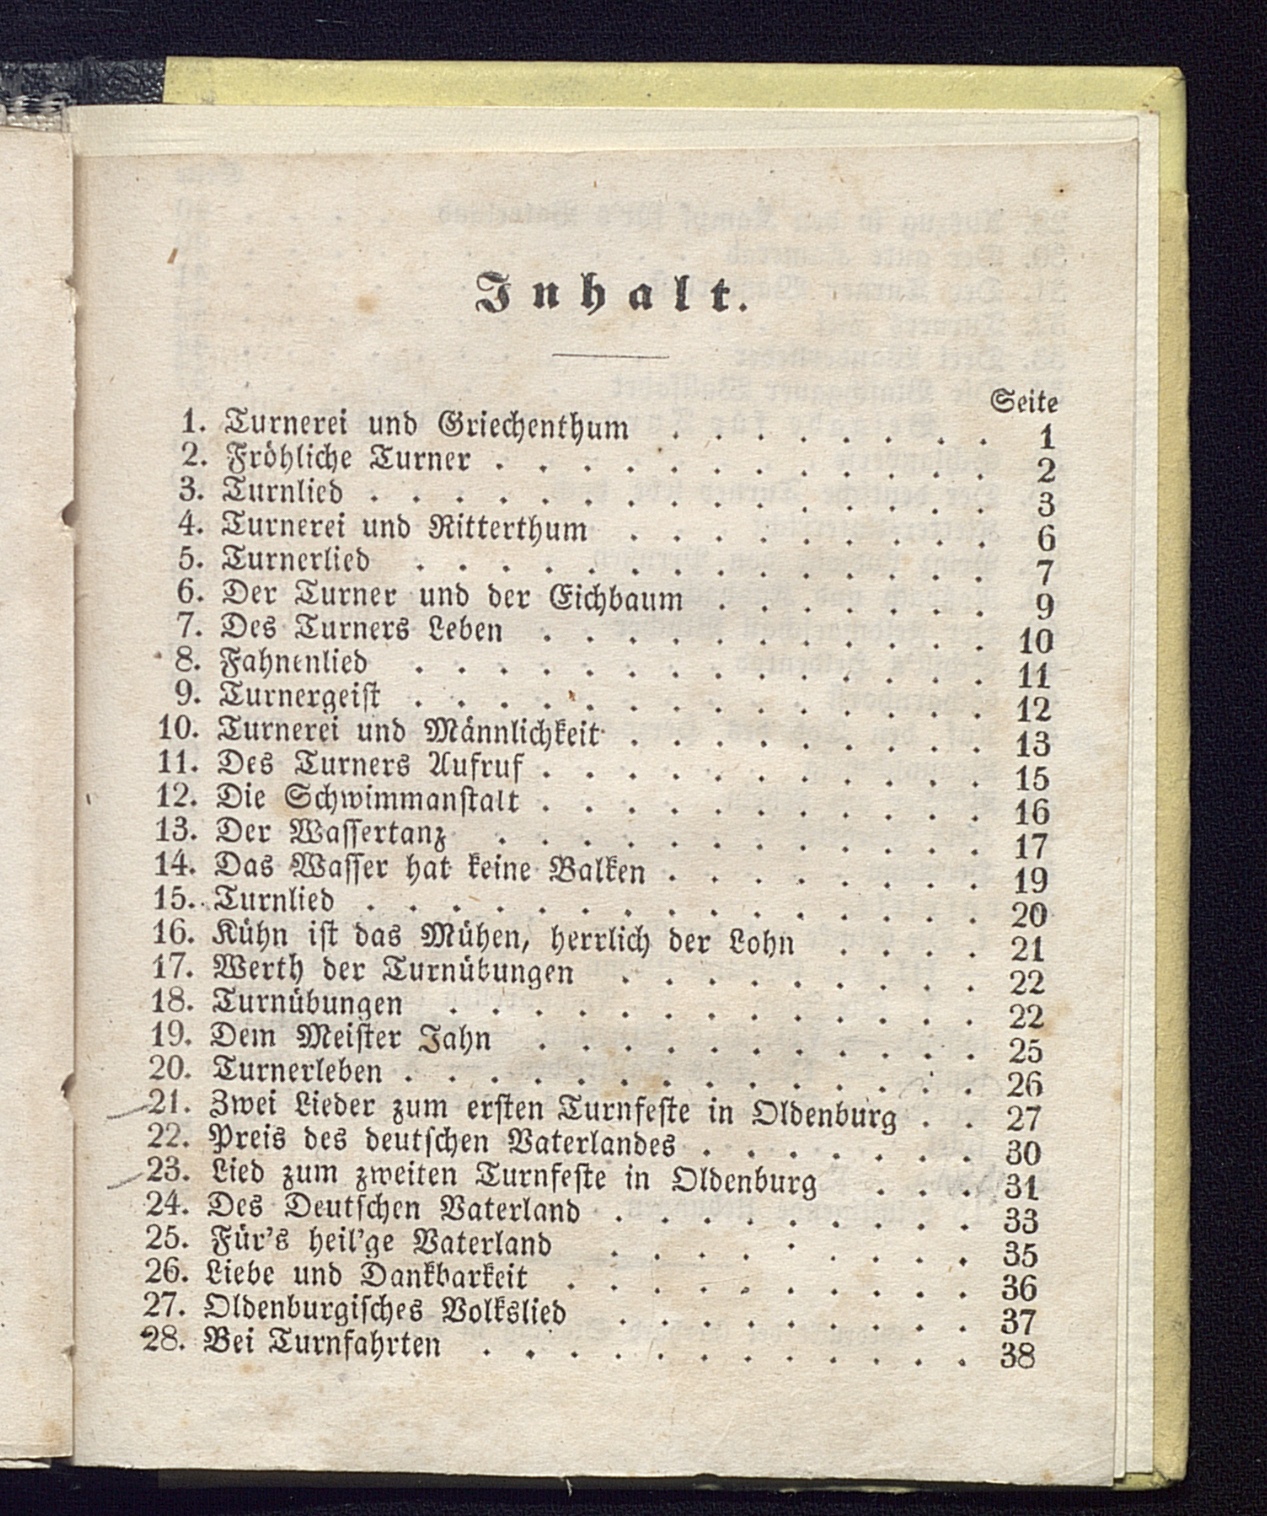 Inhalt.
Seite
1. Turnerei und Griechenthum . . . . . . . . 1
2. Fröhliche Turner . . . . . . . . . . . . 2
3. Turnlied . . . . . . . . . . . . . . . 3
4. Turnerei und Ritterthum . . . . . . . . . 6
5. Turnerlied . . . . . . . . . . . . . . 7
6. Der Turner und der Eichbaum . . . . . . . 9
7. Des Turners Leben . . . . . . . . . . . 10
8. Fahnenlied . . . . . . . . . . . . . . 11
9. Turnergeist . . . . . . . . . . . . . . 12
10. Turnerei und Männlichkeit . . . . . . . . . 13
11. Des Turners Aufruf . . . . . . . . . . . 15
12. Die Schwimmanstalt . . . . . . . . . . . 16
13. Der Wassertanz . . . . . . . . . . . . 17
14. Das Wasser hat keine Balken . . . . . . . . 19
15. Turnlied . . . . . . . . . . . . . . . 20
16. Kühn ist das Mühen, herrlich der Lohn . . . . 21
17. Werth der Turnübungen . . . . . . . . . 22
18. Turnübungen . . . . . . . . . . . . . 22
19. Dem Meister Jahn . . . . . . . . . . . 25
20. Turnerleben . . . . . . . . . . . . . . 26
21. Zwei Lieder zum ersten Turnfeste in Oldenburg . . 27
22. Preis des deutschen Vaterlandes . . . . . . . 30
23. Lied zum zweiten Turnfeste in Oldenburg . . . 31
24. Des Deutschen Vaterland . . . . . . . . . 33
25. Für's heil'ge Vaterland . . . . . . . . . 35
26. Liebe und Dankbarkeit . . . . . . . . . . 36
27. Oldenburgisches Volkslied . . . . . . . . . 37
28. Bei Turnfahrten . . . . . . . . . . . . 38